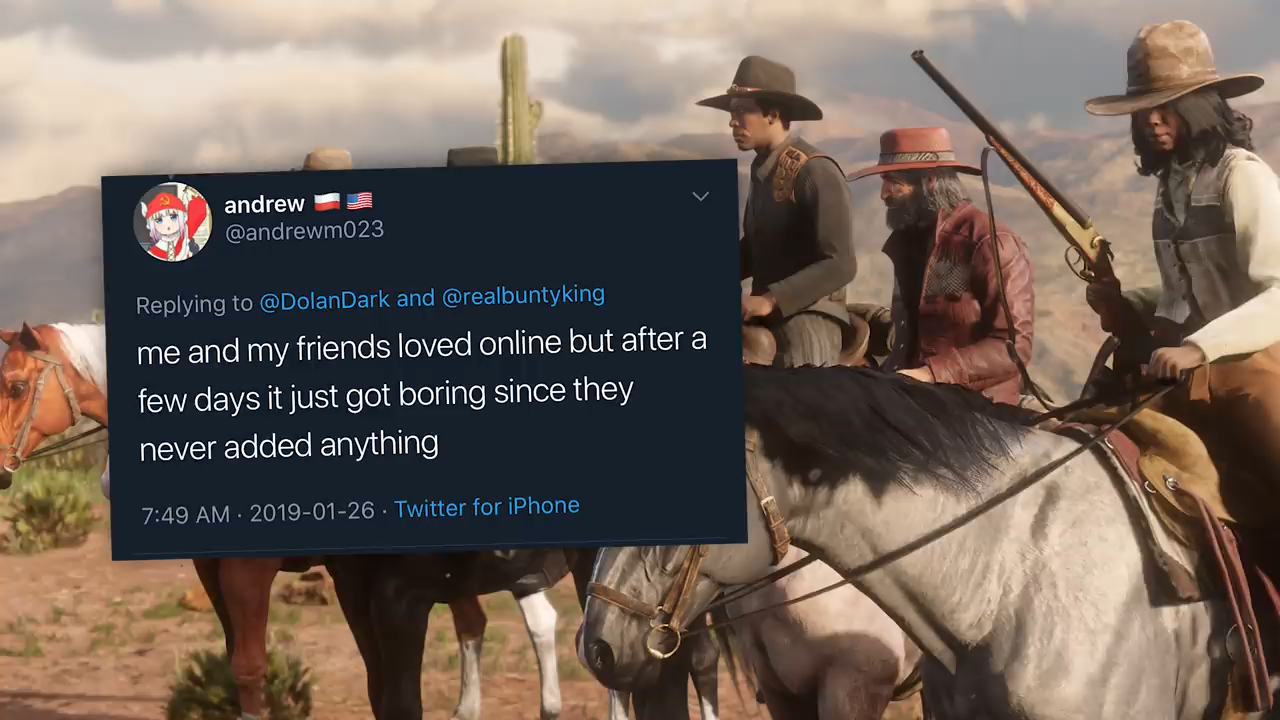 andrew 🇵🇱 🇺🇸
@andrewm023
Replying to @DolanDark and @realbuntyking
me and my friends loved online but after a
few days it just got boring since they
never added anything
7:49 AM · 2019-01-26 · Twitter for iPhone